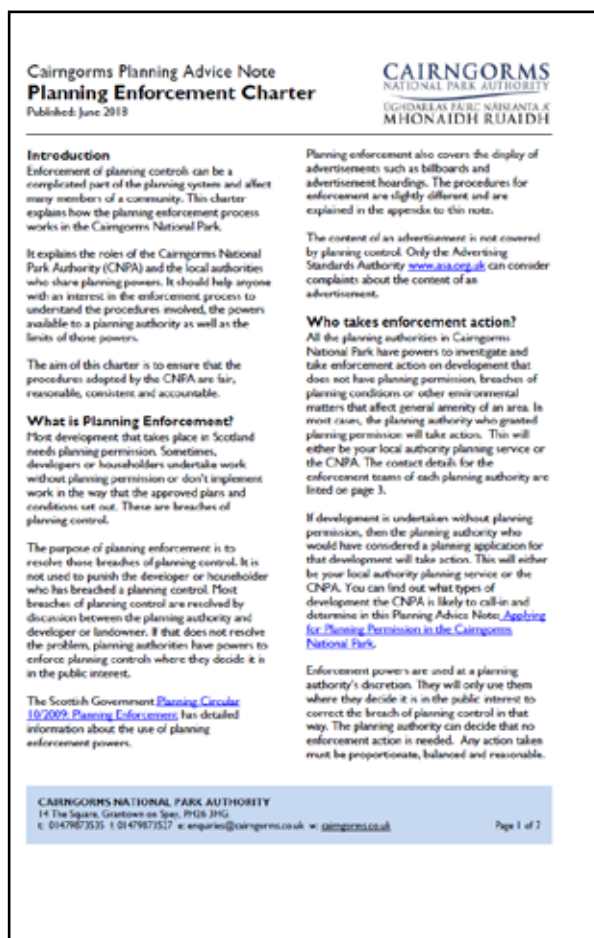 Cairngorms Planning Advice Note
Planning Enforcement Charter
Published: June 2018
CAIRNGORMS
NATIONAL PARK AUTHORITY
ÙGHDARRAS PÀIRC NÀISEANTA A'
MHONAIDH RUAIDH
Introduction
Enforcement of planning controls can be a
complicated part of the planning system and affect
many members of a community. This charter
explains how the planning enforcement process
works in the Cairngorms National Park.
It explains the roles of the Cairngorms National
Park Authority (CNPA) and the local authorities
who share planning powers. It should help anyone
with an interest in the enforcement process to
understand the procedures involved, the powers
available to a planning authority as well as the
limits of those powers.
The aim of this charter is to ensure that the
procedures adopted by the CNPA are fair,
reasonable, consistent and accountable.
What is Planning Enforcement?
Most development that takes place in Scotland
needs planning permission. Sometimes,
developers or householders undertake work
without planning permission or don't implement
work in the way that the approved plans and
conditions set out. These are breaches of
planning control.
The purpose of planning enforcement is to
resolve those breaches of planning control. It is
not used to punish the developer or householder
who has breached a planning control. Most
breaches of planning control are resolved by
discussion between the planning authority and
developer or landowner. If that does not resolve
the problem, planning authorities have powers to
enforce planning controls where they decide it is
in the public interest.
The Scottish Government Planning Circular
10/2009: Planning Enforcement has detailed
information about the use of planning
enforcement powers.
Planning enforcement also covers the display of
advertisements such as billboards and
advertisement hoardings. The procedures for
enforcement are slightly different and are
explained in the appendix to this note.
The content of an advertisement is not covered
by planning control. Only the Advertising
Standards Authority www.asa.org.uk can consider
complaints about the content of an
advertisement.
Who takes enforcement action?
All the planning authorities in Cairngorms
National Park have powers to investigate and
take enforcement action on development that
does not have planning permission, breaches of
planning conditions or other environmental
matters that affect general amenity of an area. In
most cases, the planning authority who granted
planning permission will take action. This will
either be your local authority planning service or
the CNPA. The contact details for the
enforcement teams of each planning authority are
listed on page 3.
If development is undertaken without planning
permission, then the planning authority who
would have considered a planning application for
that development will take action. This will either
be your local authority planning service or the
CNPA. You can find out what types of
development the CNPA is likely to call-in and
determine in this Planning Advice Note: Applying
for Planning Permission in the Cairngorms
National Park.
Enforcement powers are used at a planning
authority's discretion. They will only use them
where they decide it is in the public interest to
correct the breach of planning control in that
way. The planning authority can decide that no
enforcement action is needed. Any action taken
must be proportionate, balanced and reasonable.
CAIRNGORMS NATIONAL PARK AUTHORITY
14 The Square, Grantown on Spey, PH26 3HG
t: 01479873535 f: 01479873527 e: enquiries@cairngorms.co.uk w: cairngorms.co.uk
Page 1 of 7